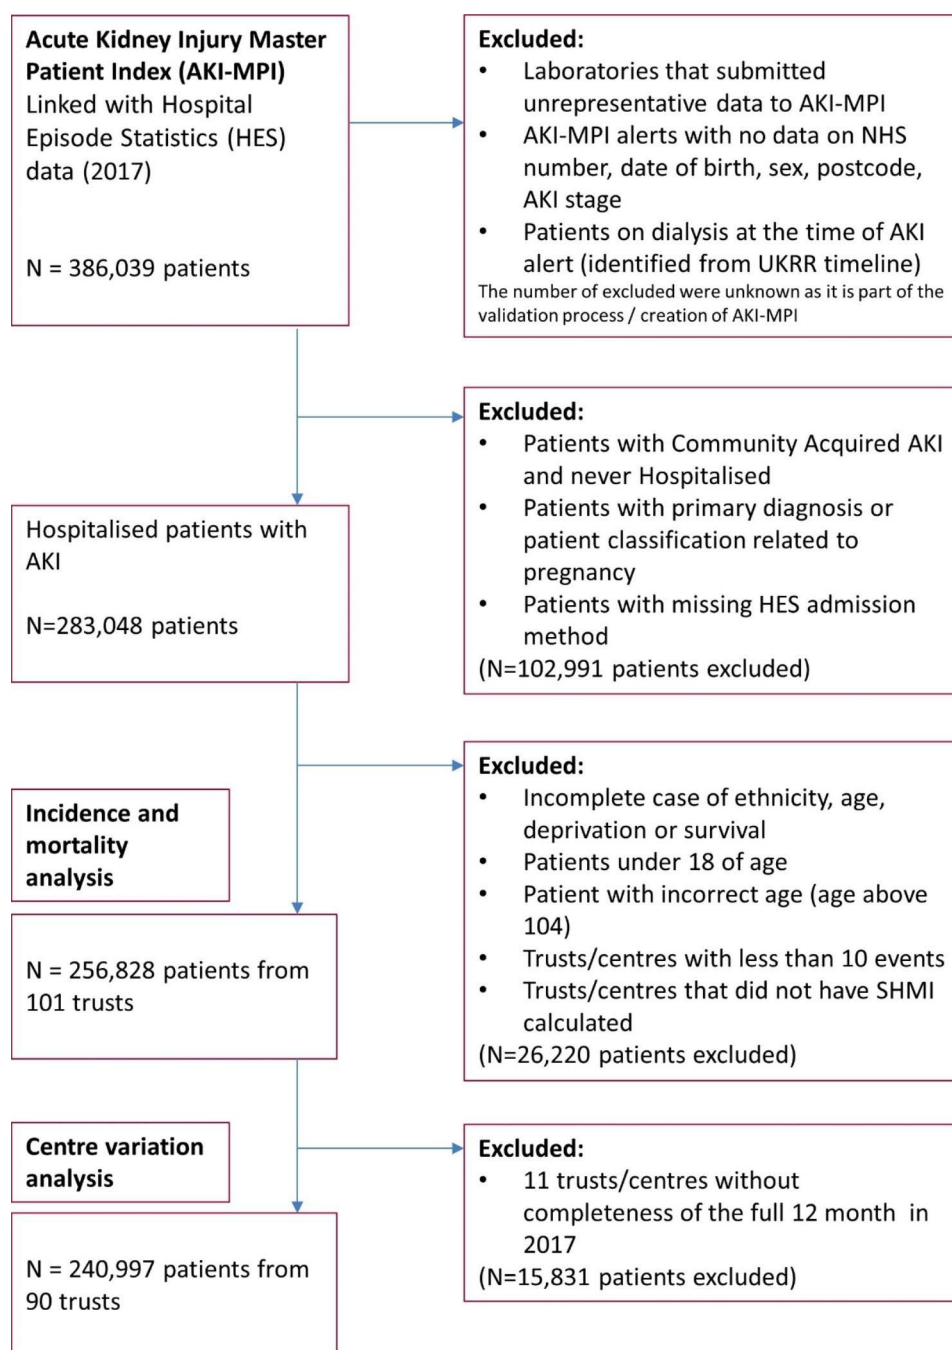 Acute Kidney Injury Master
Patient Index (AKI-MPI)
Linked with Hospital
Episode Statistics (HES)
data (2017)
N = 386,039 patients
Excluded:
• Laboratories that submitted
unrepresentative data to AKI-MPI
• AKI-MPI alerts with no data on NHS
number, date of birth, sex, postcode,
AKI stage
• Patients on dialysis at the time of AKI
alert (identified from UKRR timeline)
The number of excluded were unknown as it is part of the
validation process / creation of AKI-MPI
Excluded:
• Patients with Community Acquired AKI
and never Hospitalised
• Patients with primary diagnosis or
patient classification related to
pregnancy
• Patients with missing HES admission
method
(N=102,991 patients excluded)
Hospitalised patients with
AKI
N=283,048 patients
Excluded:
• Incomplete case of ethnicity, age,
deprivation or survival
• Patients under 18 of age
• Patient with incorrect age (age above
104)
• Trusts/centres with less than 10 events
• Trusts/centres that did not have SHMI
calculated
(N=26,220 patients excluded)
Incidence and
mortality
analysis
N = 256,828 patients from
101 trusts
Centre variation
analysis
Excluded:
• 11 trusts/centres without
completeness of the full 12 month in
2017
(N=15,831 patients excluded)
N = 240,997 patients from
90 trusts